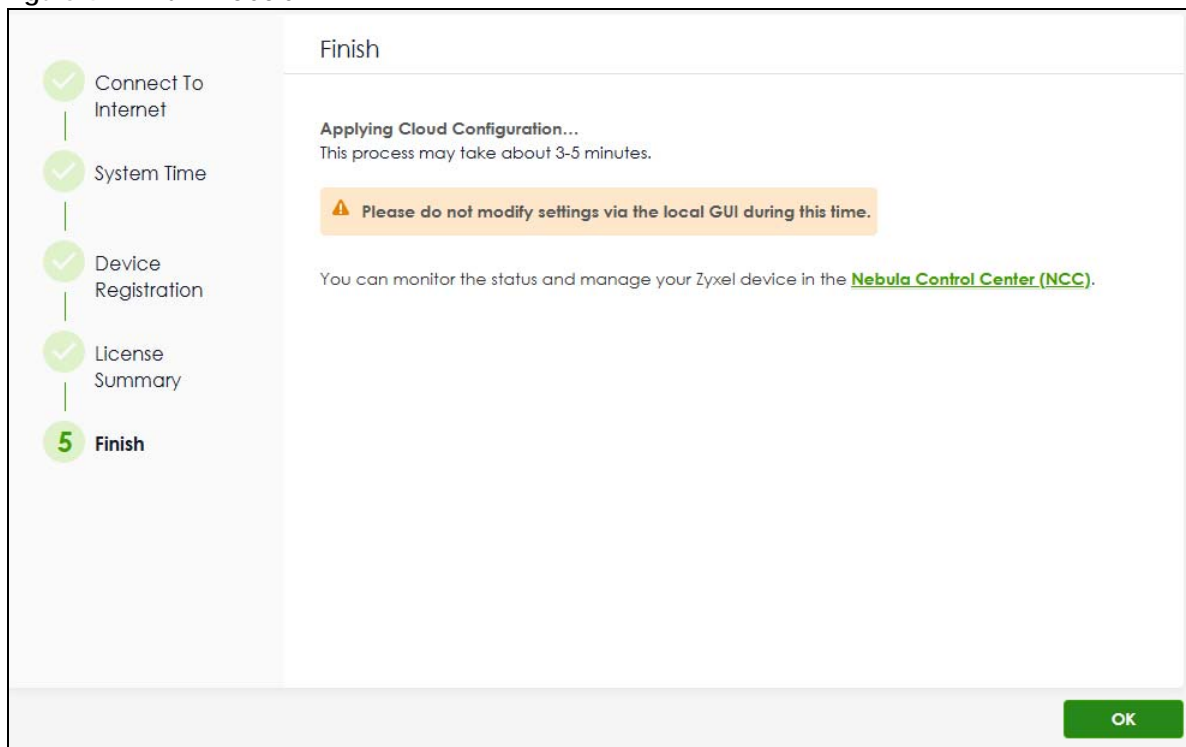 Finish
Connect To
Internet
System Time
Device
Registration
License
Summary
5 Finish
Applying Cloud Configuration...
This process may take about 3-5 minutes.
Please do not modify settings via the local GUI during this time.
You can monitor the status and manage your Zyxel device in the Nebula Control Center (NCC).
OK